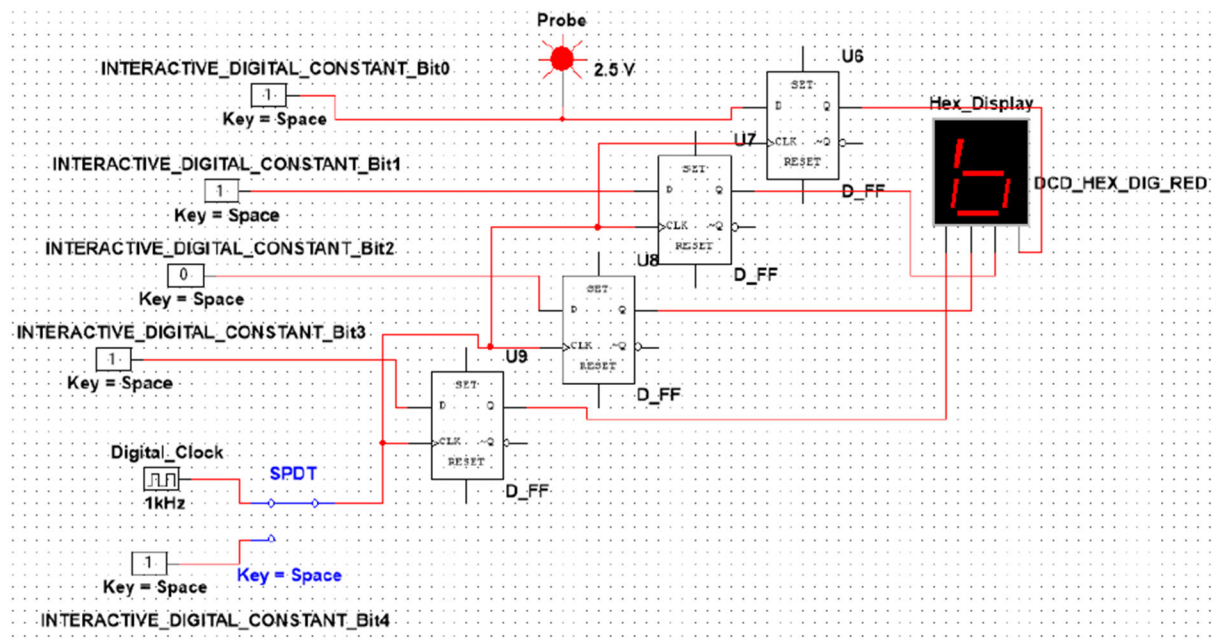 Probe
2.5 V
U6
INTERACTIVE_DIGITAL_CONSTANT_Bit0
1
Key = Space
SET
D Q
CLK ~Q
RESET
D_FF
Hex_Display
b
DCD_HEX_DIG_RED
U7
INTERACTIVE_DIGITAL_CONSTANT_Bit1
1
Key = Space
SET
D Q
CLK ~Q
RESET
D_FF
U8
INTERACTIVE_DIGITAL_CONSTANT_Bit2
0
Key = Space
SET
D Q
CLK ~Q
RESET
D_FF
U9
INTERACTIVE_DIGITAL_CONSTANT_Bit3
1
Key = Space
SET
D Q
CLK ~Q
RESET
D_FF
Digital_Clock
1kHz
SPDT
Key = Space
1
Key = Space
INTERACTIVE_DIGITAL_CONSTANT_Bit4